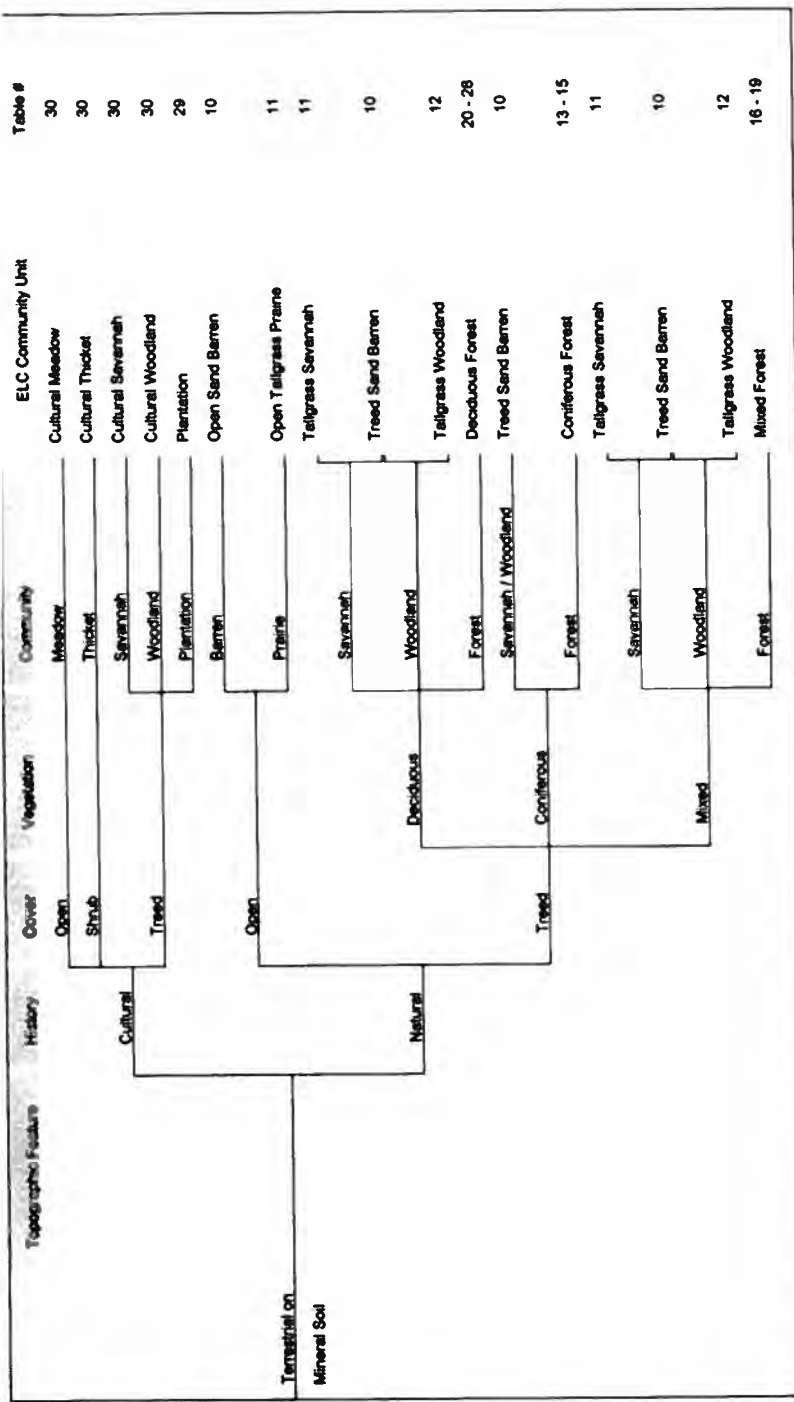 Topographic Feature History Cover Vegetation Community ELC Community Unit Table #
Open Meadow Cultural Meadow 30
Shrub Thicket Cultural Thicket 30
Cultural Savannah Cultural Savannah 30
Treed Woodland Cultural Woodland 30
Plantation Plantation 29
Barren Open Sand Barren 10
Open
Prairie Open Tallgrass Prairie 11
Terrestrial on
Mineral Soil
Tallgrass Savannah 11
Savannah
Treed Sand Barren 10
Natural Deciduous Woodland
Tallgrass Woodland 12
Forest Deciduous Forest 20 - 28
Savannah / Woodland Treed Sand Barren 10
Treed Coniferous
Forest Coniferous Forest 13 - 15
Tallgrass Savannah 11
Savannah
Treed Sand Barren 10
Mixed Woodland
Tallgrass Woodland 12
Forest Mixed Forest 16 - 19